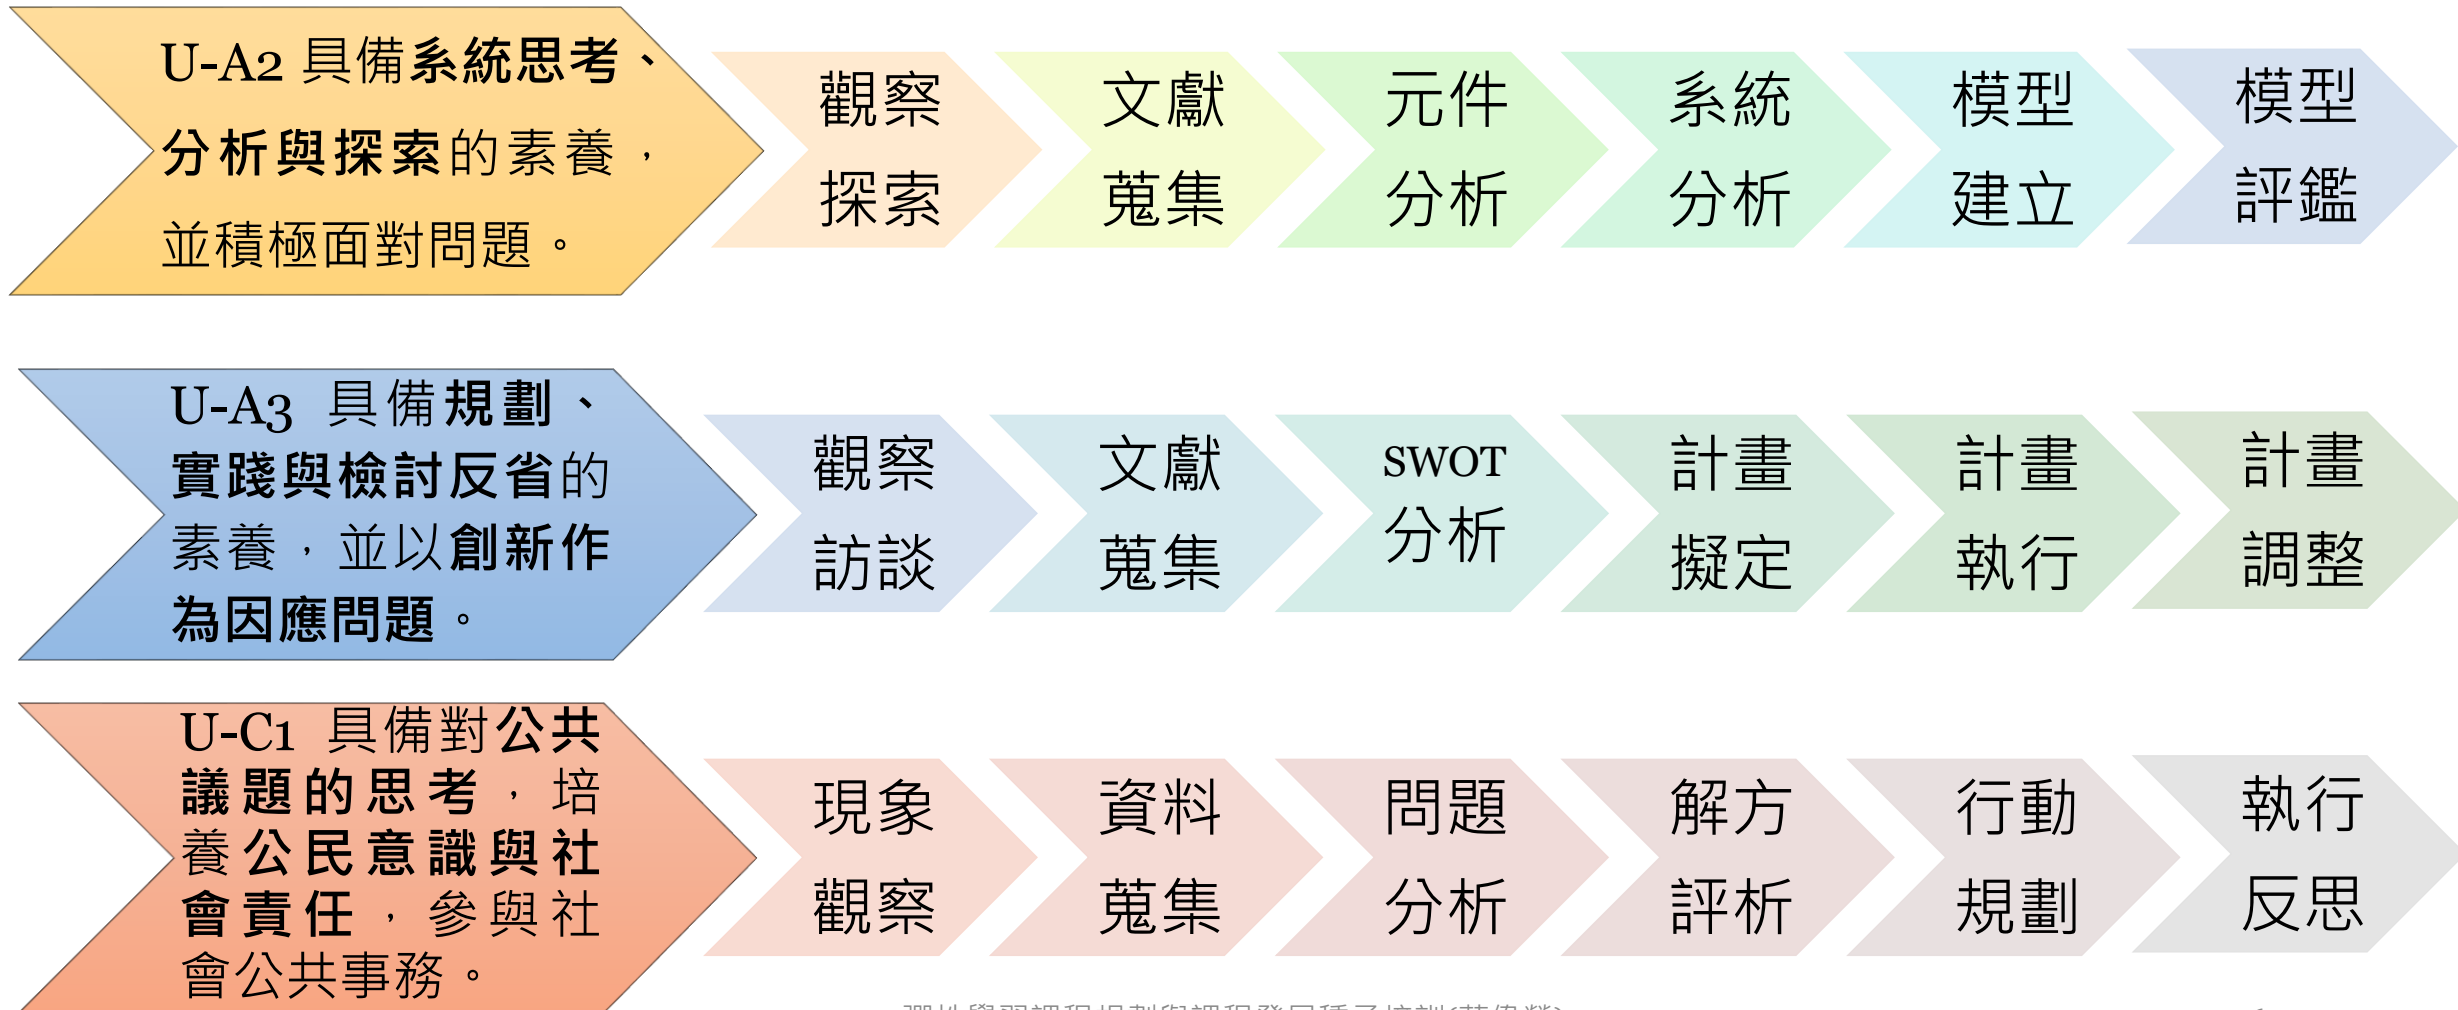 U-A2 具備系統思考、
分析與探索的素養，
並積極面對問題。
觀察
探索
文獻
蒐集
元件
分析
系統
分析
模型
建立
模型
評鑑
U-A3 具備規劃、
實踐與檢討反省的
素養，並以創新作
為因應問題。
觀察
訪談
文獻
蒐集
SWOT
分析
計畫
擬定
計畫
執行
計畫
調整
U-C1 具備對公共
議題的思考，培
養公民意識與社
會責任，參與社
會公共事務。
現象
觀察
資料
蒐集
問題
分析
解方
評析
行動
規劃
執行
反思